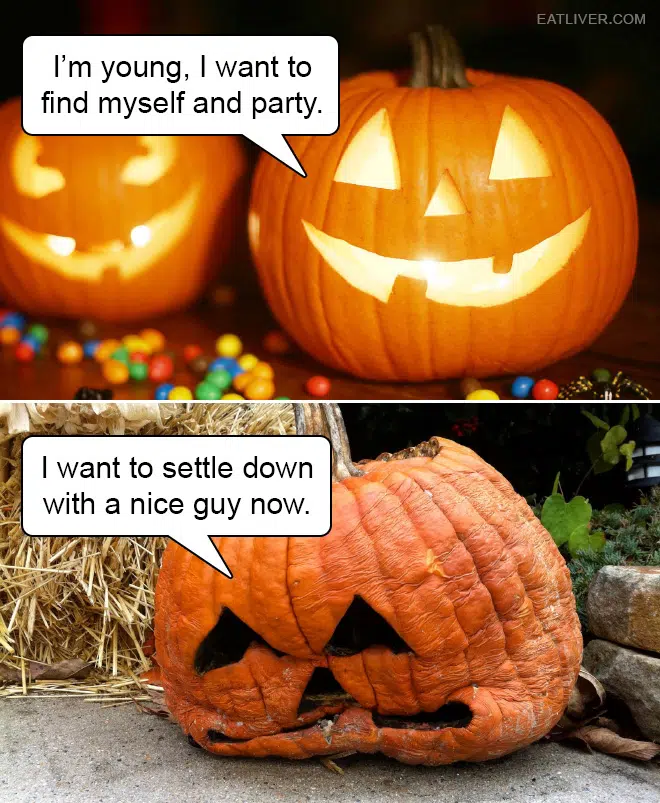 EATLIVER.COM
I'm young, I want to
find myself and party.
I want to settle down
with a nice guy now.